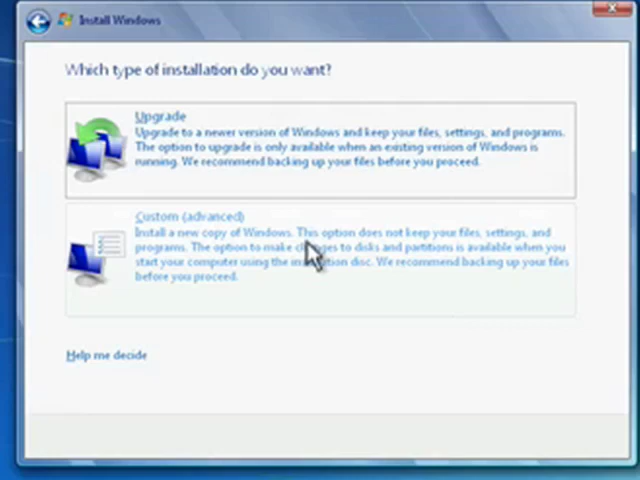 Install Windows
Which type of installation do you want?
Upgrade
Upgrade to a newer version of Windows and keep your files, settings, and programs.
The option to upgrade is only available when an existing version of Windows is
running. We recommend backing up your files before you proceed.
Custom (advanced)
Install a new copy of Windows. This option does not keep your files, settings, and
programs. The option to make changes to disks and partitions is available when you
start your computer using the installation disc. We recommend backing up your files
before you proceed.
Help me decide